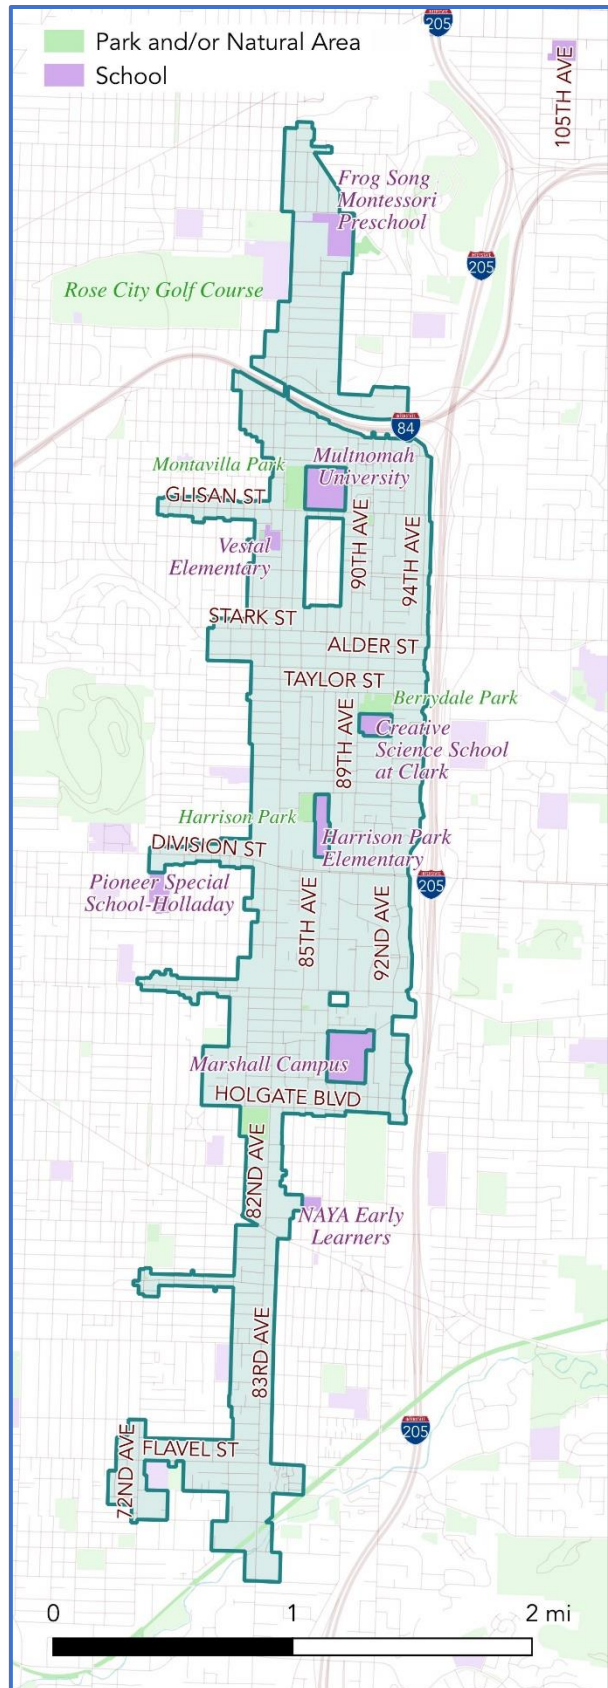 205
Park and/or Natural Area
School
105TH AVE
Frog Song
Montessori
Preschool
205
Rose City Golf Course
84
Multnomah
University
Montavilla Park
GLISAN ST
90TH AVE
94TH AVE
Vestal
Elementary
STARK ST
ALDER ST
TAYLOR ST
Berrydale Park
89TH AVE
Creative
Science School
at Clark
Harrison Park
DIVISION ST
Harrison Park
Elementary
Pioneer Special
School-Holladay
205
85TH AVE
92ND AVE
Marshall Campus
HOLGATE BLVD
82ND AVE
NAYA Early
Learners
83RD AVE
205
72ND AVE
FLAVEL ST
0 1 2 mi